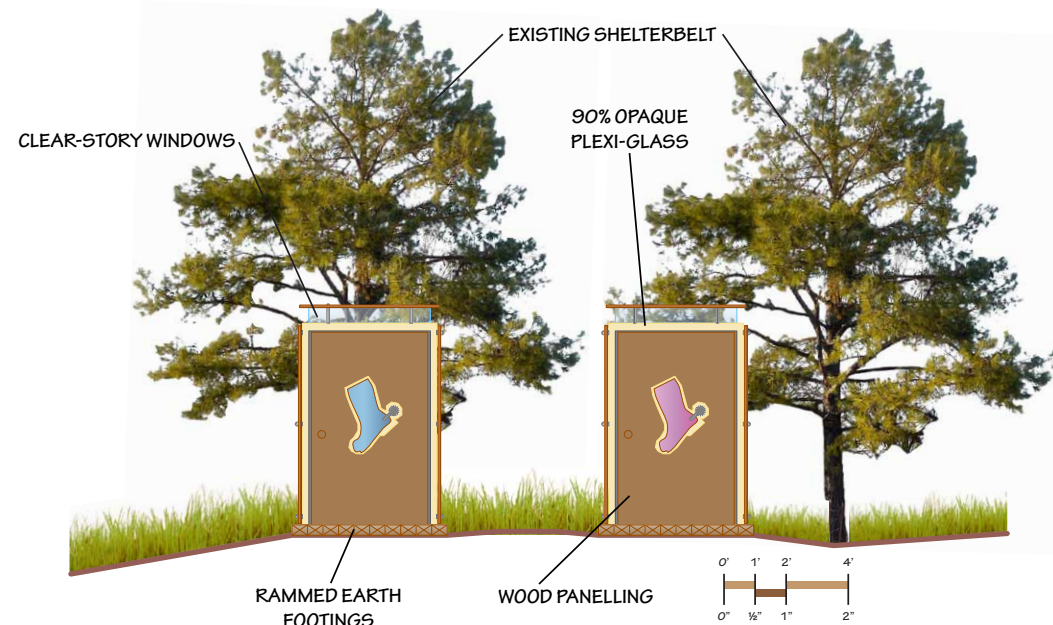 EXISTING SHELTERBELT
90% OPAQUE
PLEXI-GLASS
CLEAR-STORY WINDOWS
RAMMED EARTH
FOOTINGS
WOOD PANELLING
0' 1' 2' 4'
0" ½" 1" 2"